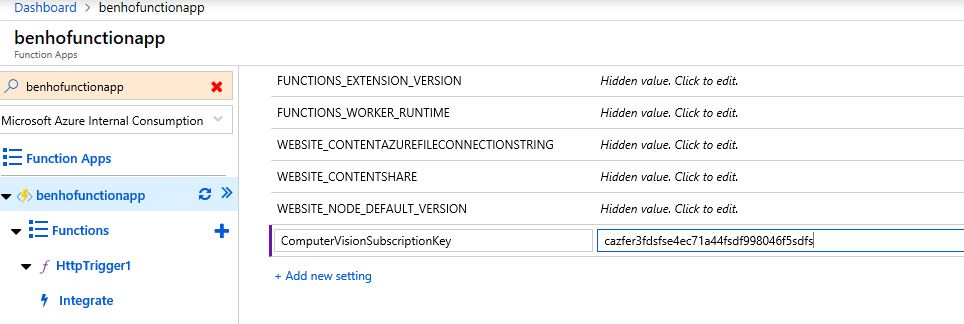 Dashboard > benhofunctionapp
benhofunctionapp
Function Apps
benhofunctionapp
Microsoft Azure Internal Consumption
Function Apps
benhofunctionapp
Functions
HttpTrigger1
Integrate
FUNCTIONS_EXTENSION_VERSION Hidden value. Click to edit.
FUNCTIONS_WORKER_RUNTIME Hidden value. Click to edit.
WEBSITE_CONTENTAZUREFILECONNECTIONSTRING Hidden value. Click to edit.
WEBSITE_CONTENTSHARE Hidden value. Click to edit.
WEBSITE_NODE_DEFAULT_VERSION Hidden value. Click to edit.
ComputerVisionSubscriptionKey cazfer3fdsfse4ec71a44fsdf998046f5sdfs
+ Add new setting